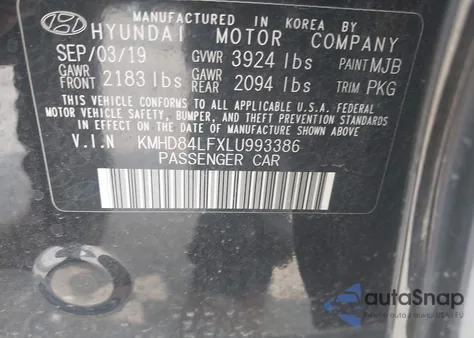 MANUFACTURED IN KOREA BY
HYUNDAI MOTOR COMPANY
SEP/03/19 GVWR 3924 lbs PAINT MJB
GAWR FRONT 2183 lbs GAWR REAR 2094 lbs TRIM PKG
THIS VEHICLE CONFORMS TO ALL APPLICABLE U.S.A. FEDERAL
MOTOR VEHICLE SAFETY, BUMPER, AND THEFT PREVENTION STANDARDS
IN EFFECT ON THE DATE OF MANUFACTURE SHOWN ABOVE.
V.I.N KMHD84LFXLU993386
PASSENGER CAR
autoSnap